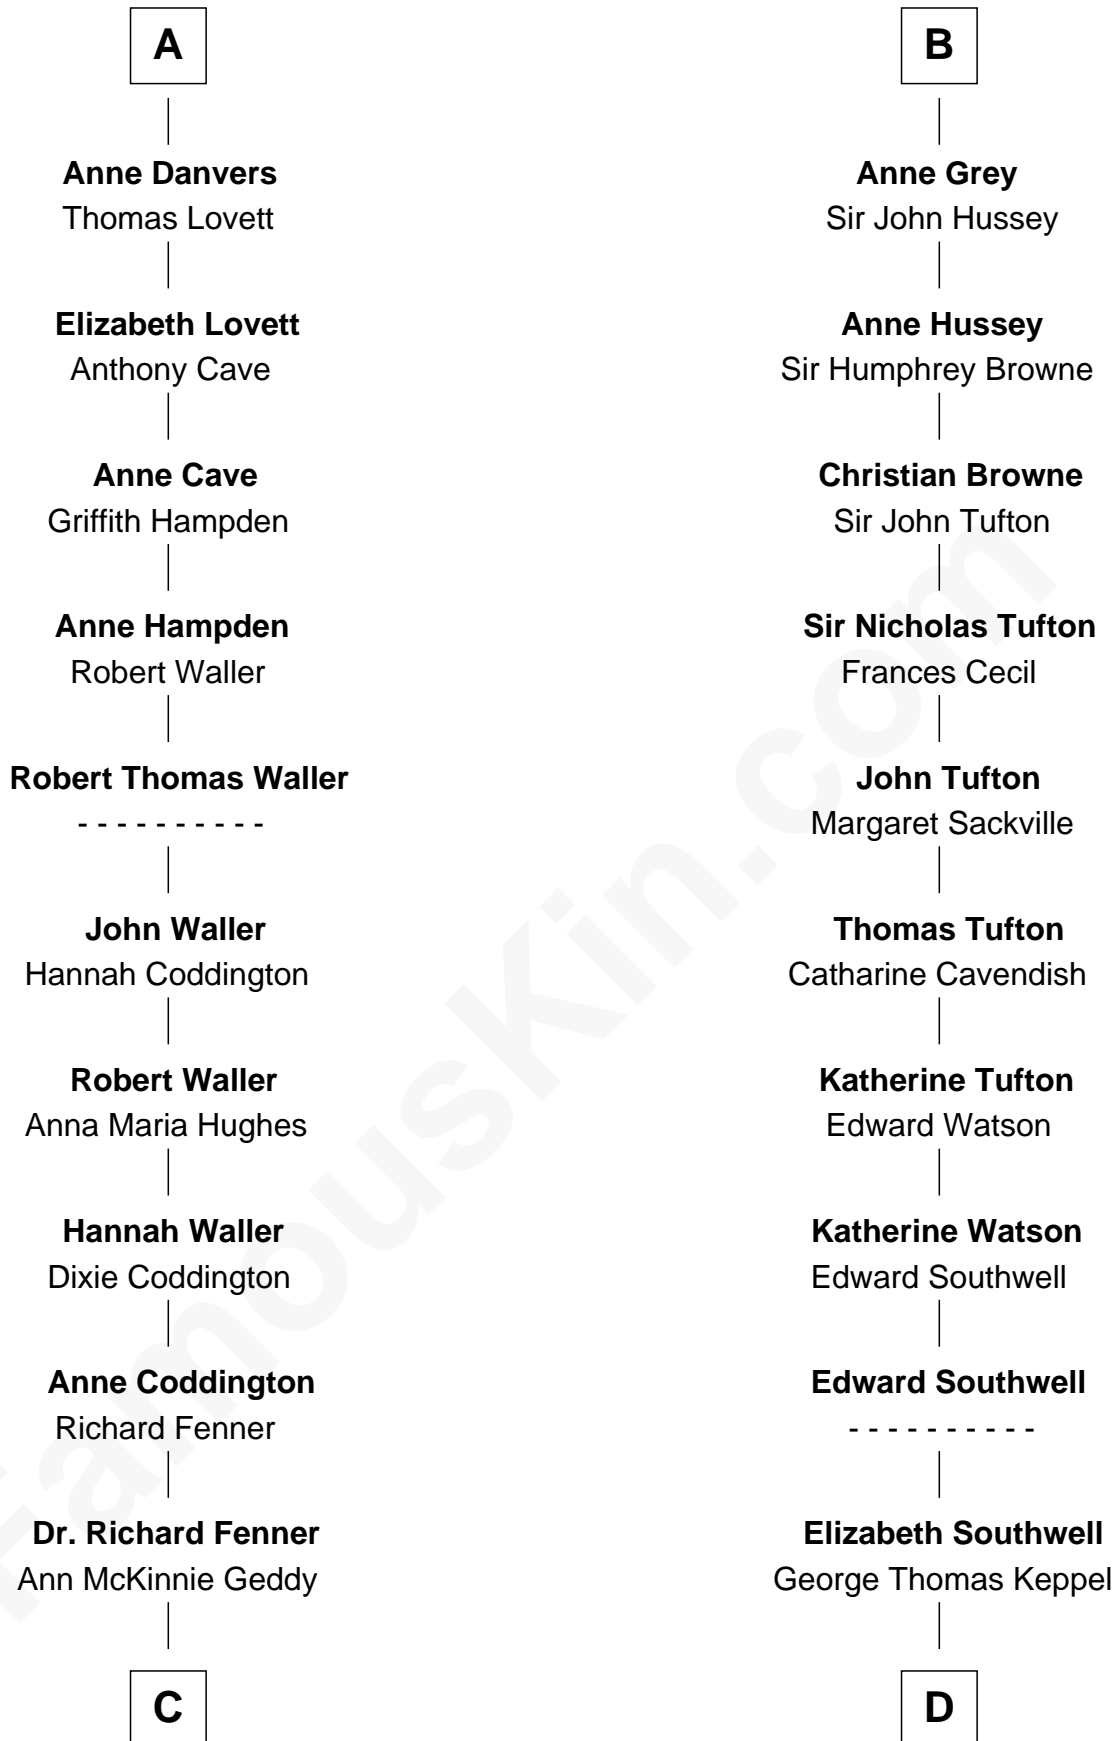 A
Anne Danvers
Thomas Lovett
Elizabeth Lovett
Anthony Cave
Anne Cave
Griffith Hampden
Anne Hampden
Robert Waller
Robert Thomas Waller
- - - - - - - - - -
John Waller
Hannah Coddington
Robert Waller
Anna Maria Hughes
Hannah Waller
Dixie Coddington
Anne Coddington
Richard Fenner
Dr. Richard Fenner
Ann McKinnie Geddy
C
B
Anne Grey
Sir John Hussey
Anne Hussey
Sir Humphrey Browne
Christian Browne
Sir John Tufton
Sir Nicholas Tufton
Frances Cecil
John Tufton
Margaret Sackville
Thomas Tufton
Catharine Cavendish
Katherine Tufton
Edward Watson
Katherine Watson
Edward Southwell
Edward Southwell
- - - - - - - - - -
Elizabeth Southwell
George Thomas Keppel
D
FamousKin.com